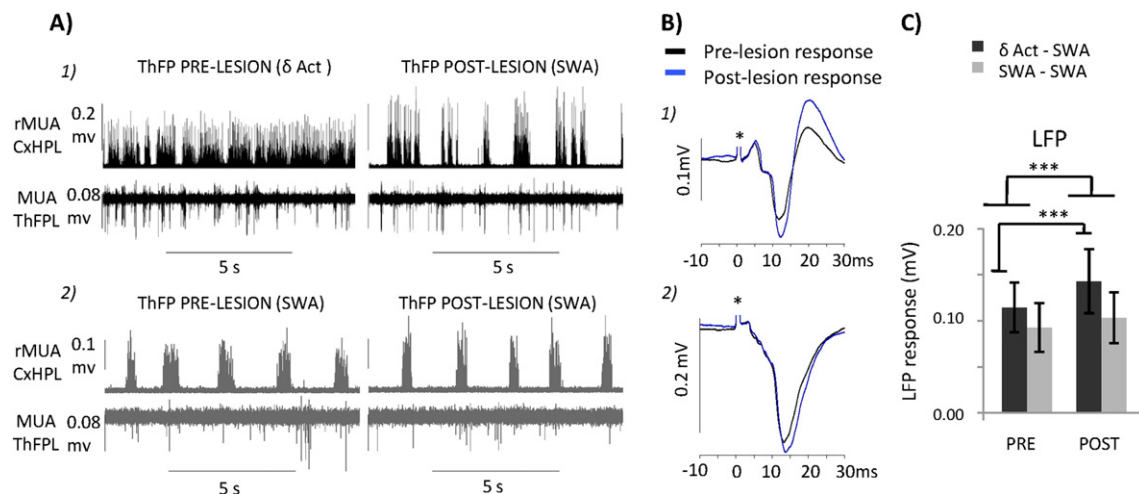 A)
1)
ThFP PRE-LESION (δ Act )
ThFP POST-LESION (SWA)
rMUA
CxHPL
0.2
mv
MUA
ThFPL
0.08
mv
5 s
5 s
2)
ThFP PRE-LESION (SWA)
ThFP POST-LESION (SWA)
rMUA
CxHPL
0.1
mv
MUA
ThFPL
0.08
mv
5 s
5 s
B)
Pre-lesion response
Post-lesion response
1)
*
0.1mV
-10 0 10 20 30ms
2)
*
0.2 mV
-10 0 10 20 30ms
C)
δ Act - SWA
SWA - SWA
LFP
***
***
LFP response (mV)
0.20
0.10
0.00
PRE POST